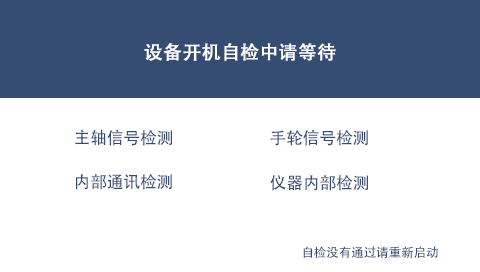 设备开机自检中请等待
主轴信号检测
手轮信号检测
内部通讯检测
仪器内部检测
自检没有通过请重新启动